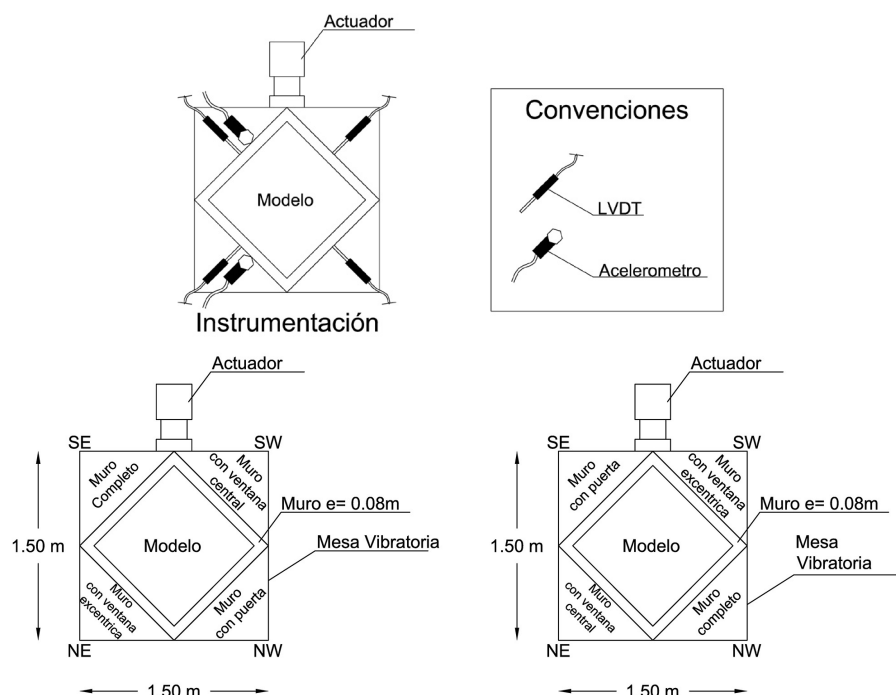 Actuador
Convenciones
Modelo
LVDT
Acelerometro
Instrumentación
Actuador
SE
SW
Muro
Completo
Muro
con ventana
central
Muro e= 0.08m
1.50 m
Modelo
Mesa Vibratoria
Muro
con ventana
excentrica
Muro
con puerta
NE
NW
1.50 m
Actuador
SE
SW
Muro
con puerta
Muro
con ventana
excentrica
Muro e= 0.08m
1.50 m
Modelo
Mesa
Vibratoria
Muro
con ventana
central
Muro
completo
NE
NW
1.50 m